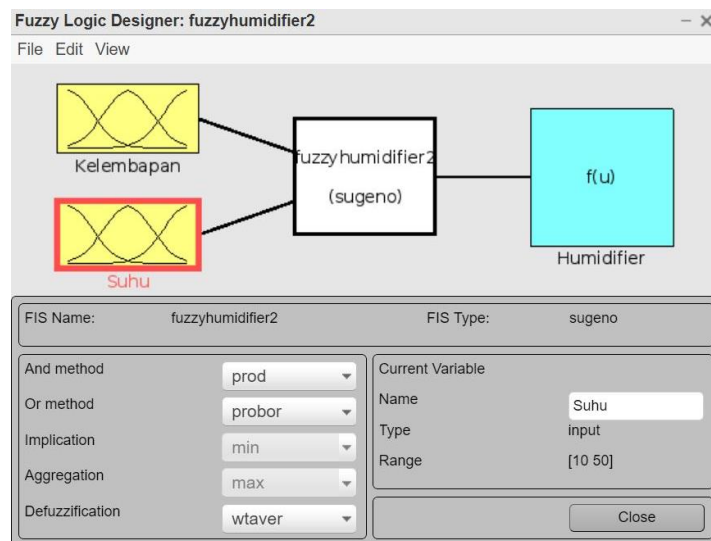 Fuzzy Logic Designer: fuzzyhumidifier2
File Edit View
Kelembapan
fuzzyhumidifier2
(sugeno)
f(u)
Suhu
Humidifier
FIS Name: fuzzyhumidifier2 FIS Type: sugeno
And method prod
Or method probor
Implication min
Aggregation max
Defuzzification wtaver
Current Variable
Name Suhu
Type input
Range [10 50]
Close